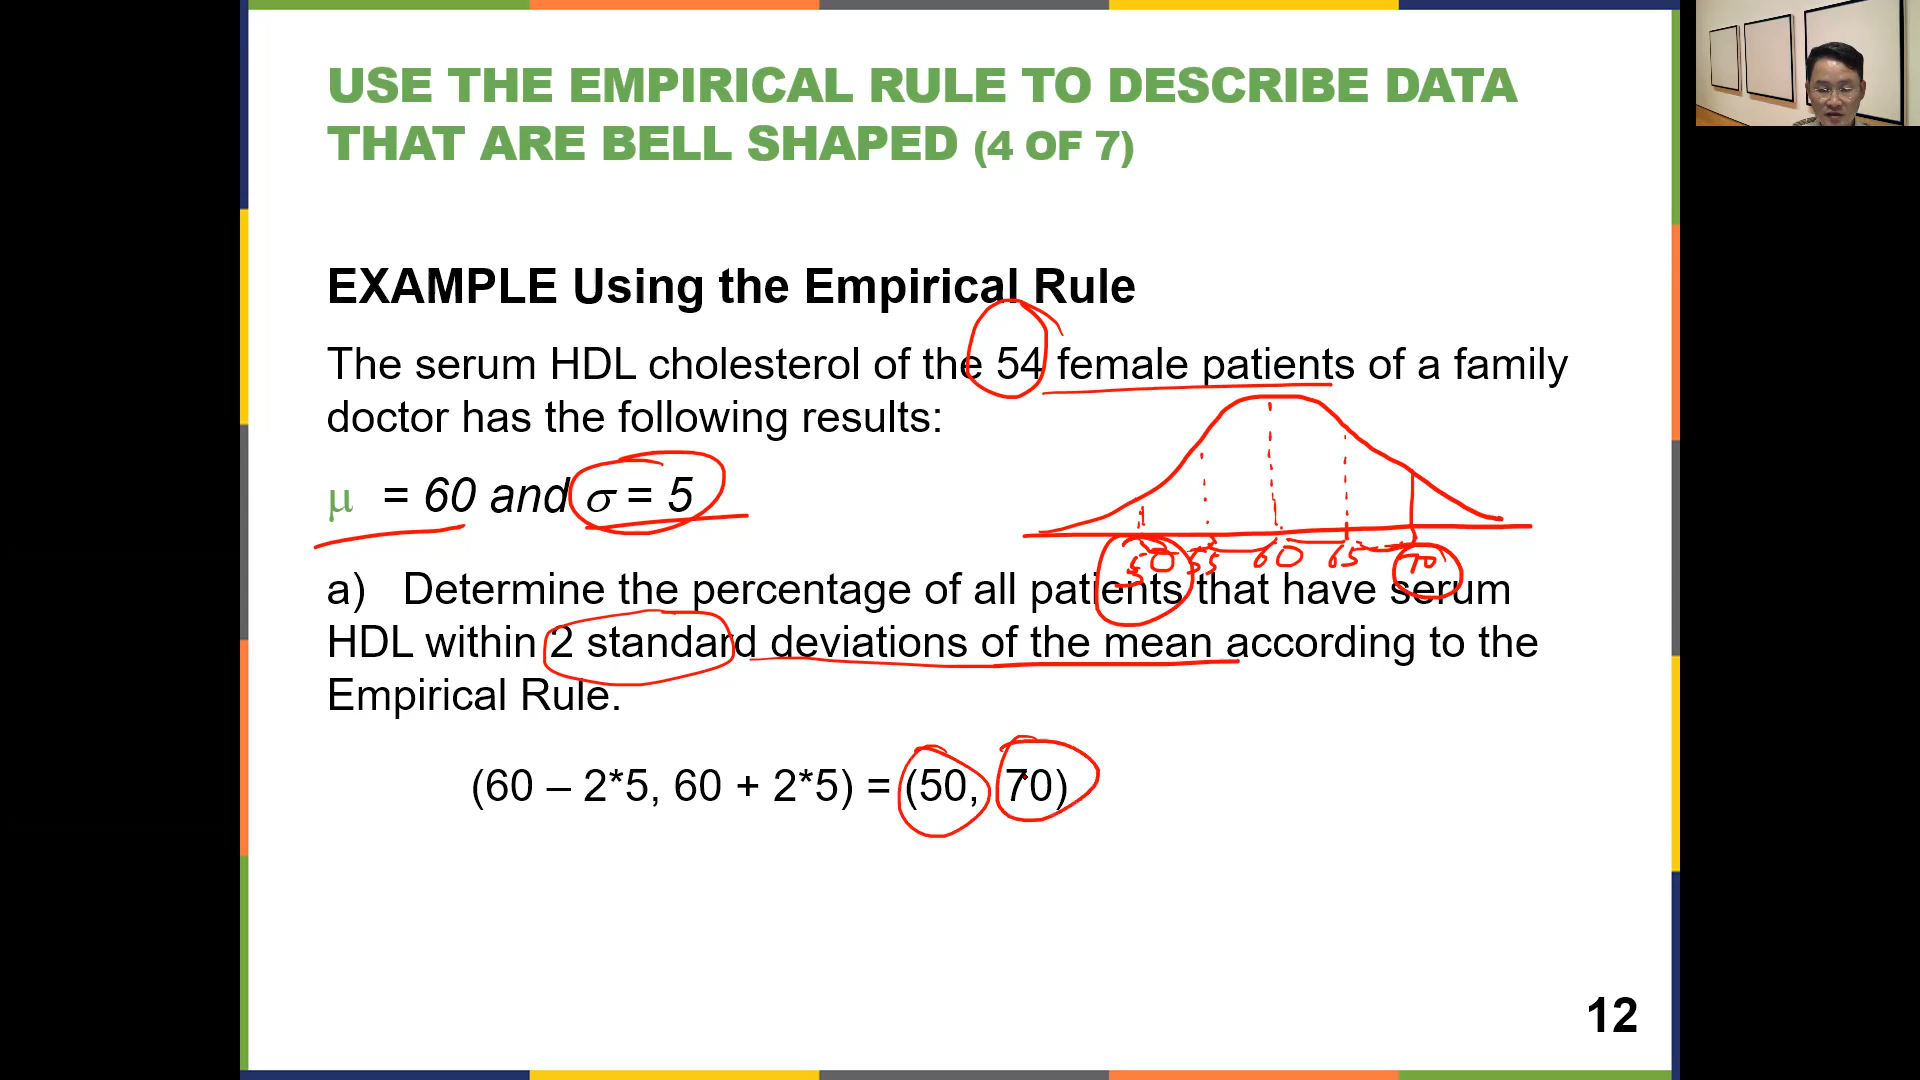 USE THE EMPIRICAL RULE TO DESCRIBE DATA
THAT ARE BELL SHAPED (4 OF 7)
EXAMPLE Using the Empirical Rule
The serum HDL cholesterol of the 54 female patients of a family
doctor has the following results:
μ = 60 and σ = 5
50 55 60 65 70
a) Determine the percentage of all patients that have serum
HDL within 2 standard deviations of the mean according to the
Empirical Rule.
(60 – 2*5, 60 + 2*5) = (50, 70)
12